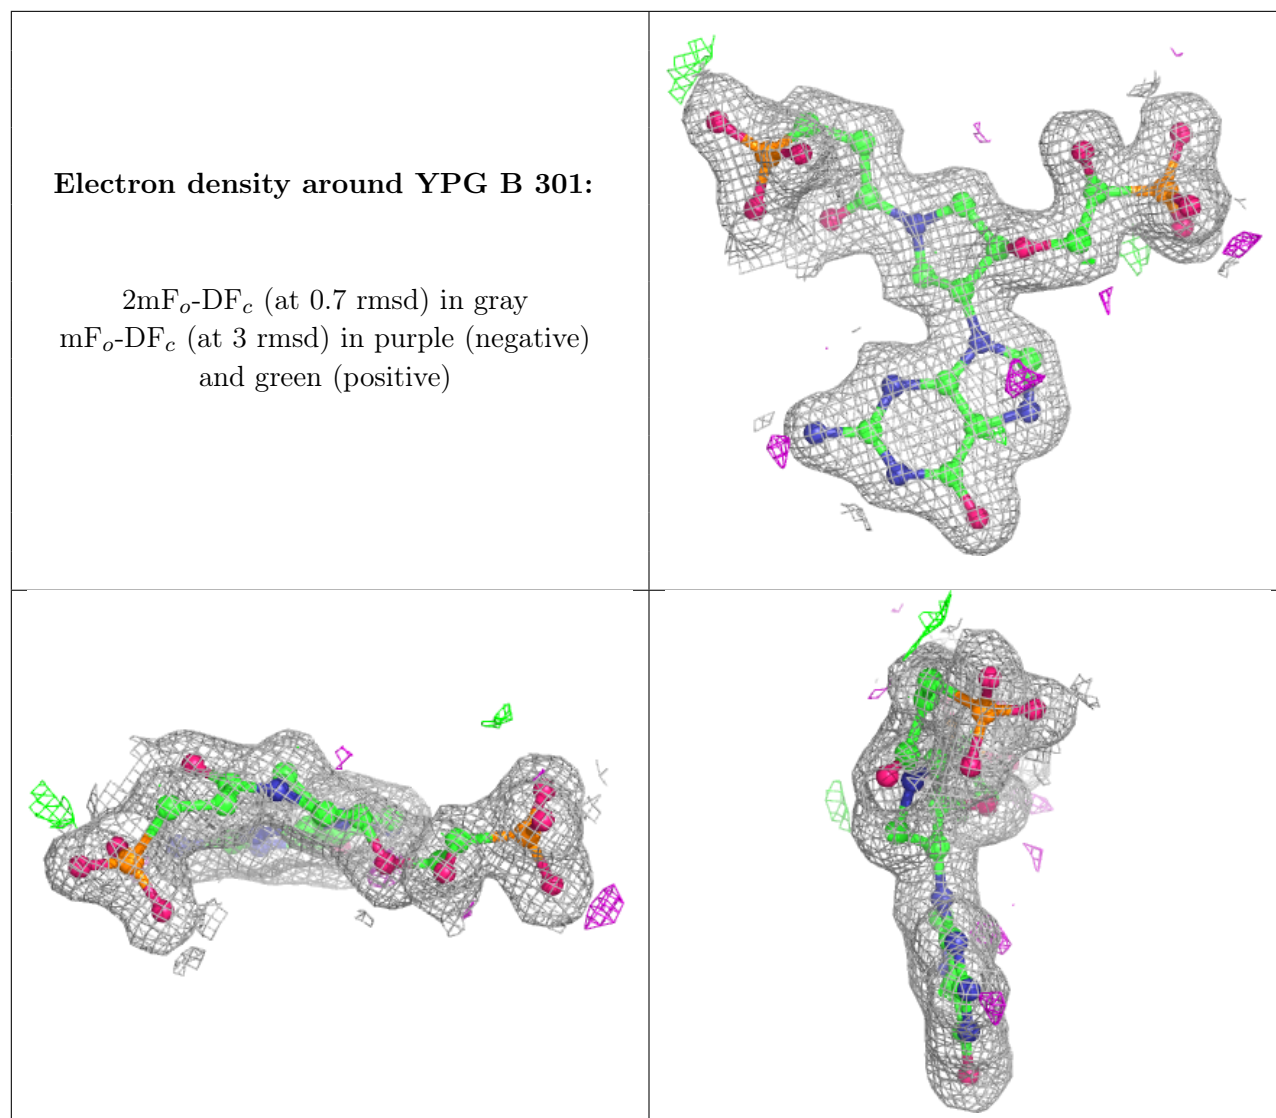 Electron density around YPG B 301:
2mFo-DFc (at 0.7 rmsd) in gray
mFo-DFc (at 3 rmsd) in purple (negative)
and green (positive)